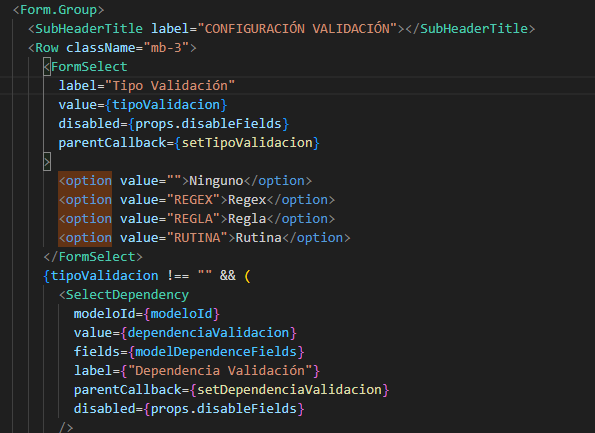 <Form.Group>
<SubHeaderTitle label="CONFIGURACIÓN VALIDACIÓN"></SubHeaderTitle>
<Row className="mb-3">
<FormSelect
label="Tipo Validación"
value={tipoValidacion}
disabled={props.disableFields}
parentCallback={setTipoValidacion}
>
<option value="">Ninguno</option>
<option value="REGEX">Regex</option>
<option value="REGLA">Regla</option>
<option value="RUTINA">Rutina</option>
</FormSelect>
{tipoValidacion !== "" && (
<SelectDependency
modeloId={modeloId}
value={dependenciaValidacion}
fields={modelDependenceFields}
label={"Dependencia Validación"}
parentCallback={setDependenciaValidacion}
disabled={props.disableFields}
/>